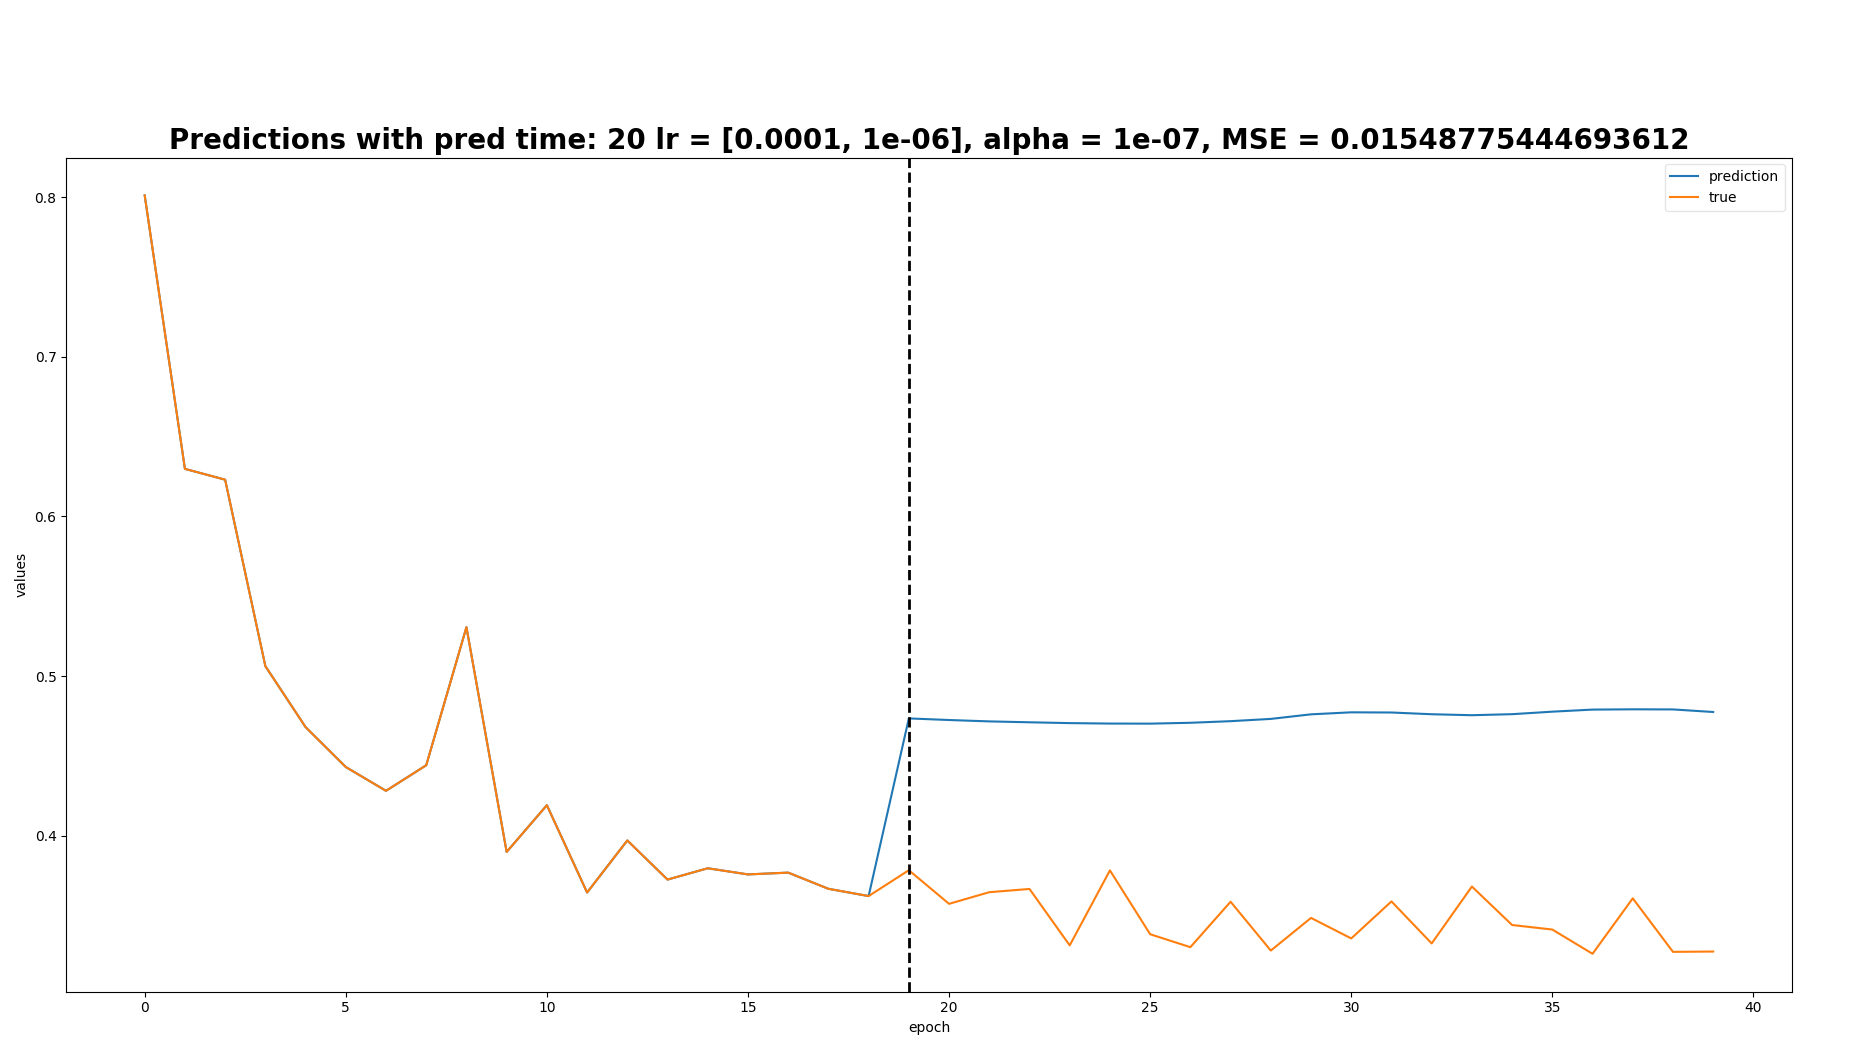 Predictions with pred time: 20 lr = [0.0001, 1e-06], alpha = 1e-07, MSE = 0.01548775444693612
prediction
true
values
0.8
0.7
0.6
0.5
0.4
0 5 10 15 20 25 30 35 40
epoch